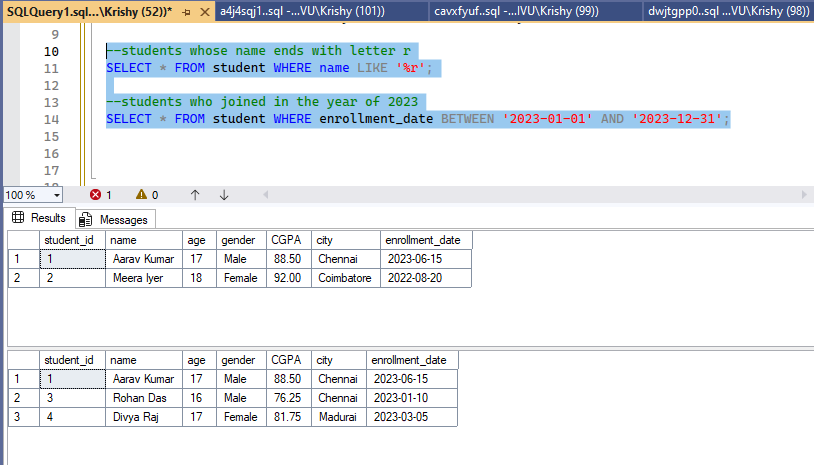 SQLQuery1.sql...\Krishy (52))* a4j4sqj1..sql -...VU\Krishy (101)) cavxfyuf..sql -...IVU\Krishy (99)) dwjtgpp0..sql ...VU\Krishy (98))
9
10 --students whose name ends with letter r
11 SELECT * FROM student WHERE name LIKE '%r';
12
13 --students who joined in the year of 2023
14 SELECT * FROM student WHERE enrollment_date BETWEEN '2023-01-01' AND '2023-12-31';
15
16
17
100 % 1 0
Results Messages
student_id name age gender CGPA city enrollment_date
1 1 Aarav Kumar 17 Male 88.50 Chennai 2023-06-15
2 2 Meera Iyer 18 Female 92.00 Coimbatore 2022-08-20
student_id name age gender CGPA city enrollment_date
1 1 Aarav Kumar 17 Male 88.50 Chennai 2023-06-15
2 3 Rohan Das 16 Male 76.25 Chennai 2023-01-10
3 4 Divya Raj 17 Female 81.75 Madurai 2023-03-05